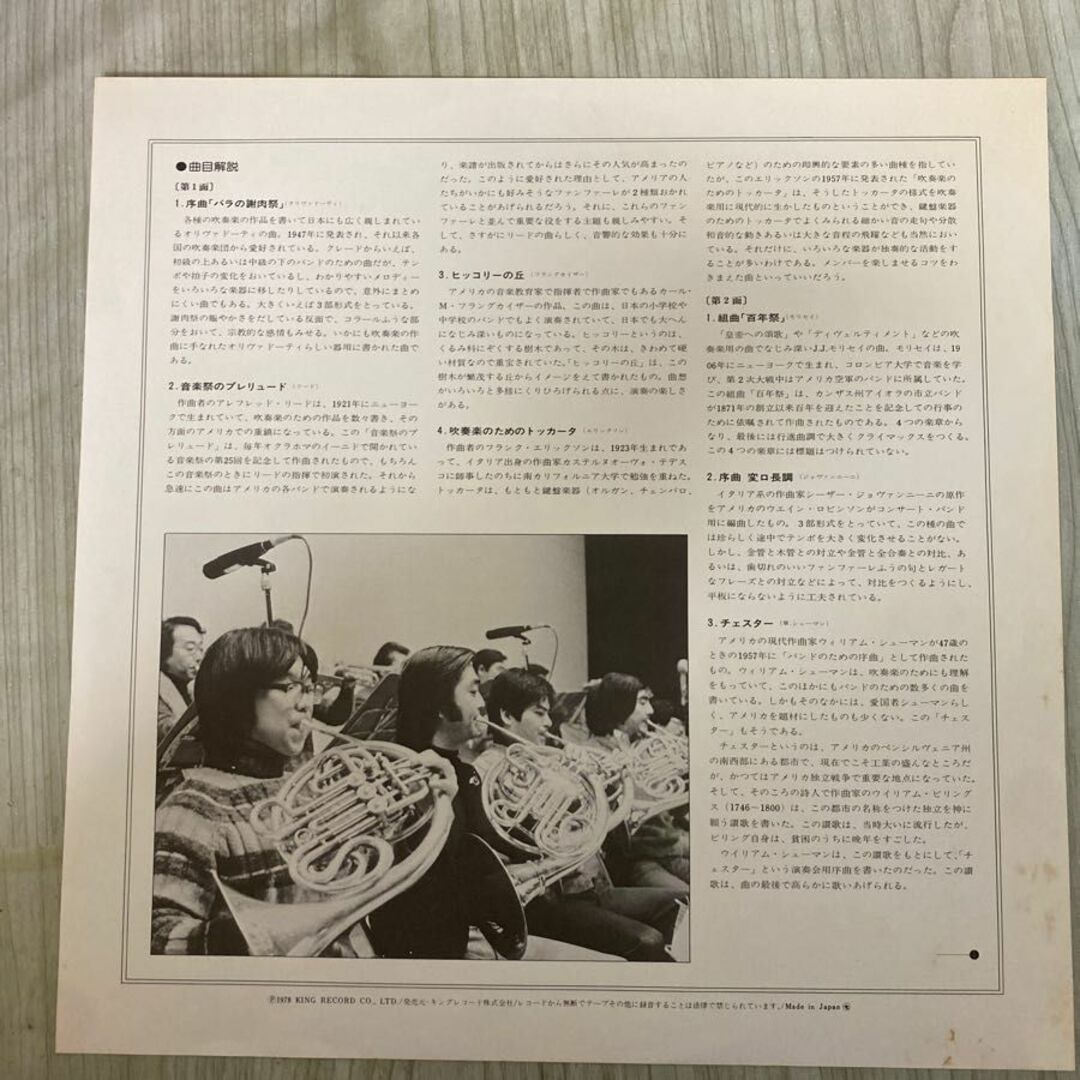 ●曲目解説
〔第1面〕
1. 序曲「バラの謝肉祭」(オリヴァドーティ)
各種の吹奏楽の作品を書いて日本にも広く親しまれてい
るオリヴァドーティの曲。1947年に発表され、それ以来各
国の吹奏楽団から愛好されている。グレードからいえば、
初級の上あるいは中級の下のバンドのための曲だが、テン
ポや拍子の変化をおいているし、わかりやすいメロディー
をいろいろな楽器に移したりしているので、意外にまとめ
にくい曲でもある。大きくいえば3部形式をとっている。
謝肉祭の賑やかさをだしている反面で、コラールふうな部
分をおいて、宗教的な感情もみせる。いかにも吹奏楽の作
曲に手なれたオリヴァドーティらしい器用に書かれた曲で
ある。
2. 音楽祭のプレリュード (リード)
作曲者のアレフレッド・リードは、1921年にニューヨー
クで生まれていて、吹奏楽のための作品を数々書き、その
方面のアメリカでの重鎮になっている。この「音楽祭のプ
レリュード」は、毎年オクラホマのイーニドで開かれてい
る音楽祭の第25回を記念して作曲されたもので、もちろん
この音楽祭のときにリードの指揮で初演された。それから
急速にこの曲はアメリカの各バンドで演奏されるようにな
り、楽譜が出版されてからはさらにその人気が高まったの
だった。このように愛好された理由として、アメリアの人
たちがいかにも好みそうなファンファーレが2種類おかれ
ていることがあげられるだろう。それに、これらのファン
ファーレと並んで重要な役をする主題も親しみやすい。そ
して、さすがにリードの曲らしく、音響的な効果も十分に
ある。
3. ヒッコリーの丘 (フラングカイザー)
アメリカの音楽教育家で指揮者で作曲家でもあるカール・
M・フラングカイザーの作品。この曲は、日本の小学校や
中学校のバンドでもよく演奏されていて、日本でも大へん
になじみ深いものになっている。ヒッコリーというのは、
くるみ科にぞくする樹木であって、その木は、きわめて硬
い材質なので重宝されていた。「ヒッコリーの丘」は、この
樹木が繁茂する丘からイメージをえて書かれたもの。曲想
がいろいろと多様にくりひろげられる点に、演奏の楽しさ
がある。
4. 吹奏楽のためのトッカータ (エリックソン)
作曲者のフランク・エリックソンは、1923年生まれであ
って、イタリア出身の作曲家カステルヌオーヴォ・テデス
コに師事したのちに南カリフォルニア大学で勉強を重ねた。
トッカータは、もともと鍵盤楽器(オルガン、チェンバロ、
ピアノなど)のための即興的な要素の多い曲種を指してい
たが、このエリックソンの1957年に発表された「吹奏楽の
ためのトッカータ」は、そうしたトッカータの様式を吹奏
楽用に現代的に生かしたものということができ、鍵盤楽器
のためのトッカータでよくみられる細かい音の走句や分散
和音的な動きあるいは大きな音程の飛躍なども当然におい
ている。それだけに、いろいろな楽器が独奏的な活動をす
ることが多いわけである。メンバーを楽しませるコツをわ
きまえた曲といっていいだろう。
〔第2面〕
1. 組曲「百年祭」(モリセイ)
「皇帝への頌歌」や「ディヴェルティメント」などの吹
奏楽用の曲でなじみ深いJ.J.モリセイの曲。モリセイは、19
06年にニューヨークで生まれ、コロンビア大学で音楽を学
び、第2次大戦中はアメリカ空軍のバンドに所属していた。
この組曲「百年祭」は、カンザス州アイオラの市立バンド
が1871年の創立以来百年を迎えたことを記念しての行事の
ために依嘱されて作曲されたものである。4つの楽章から
なり、最後には行進曲調で大きくクライマックスをつくる。
この4つの楽章には標題はつけられていない。
2. 序曲 変ロ長調 (ジョヴァンニーニ)
イタリア系の作曲家シーザー・ジョヴァンニーニの原作
をアメリカのウエイン・ロビンソンがコンサート・バンド
用に編曲したもの。3部形式をとっていて、この種の曲で
は珍らしく途中でテンポを大きく変化させることがない。
しかし、金管と木管との対立や金管と全合奏との対比、あ
るいは、歯切れのいいファンファーレふうの句とレガート
なフレーズとの対立などによって、対比をつくるようにし、
平板にならないように工夫されている。
3. チェスター (W.シューマン)
アメリカの現代作曲家ウィリアム・シューマンが47歳の
ときの1957年に「バンドのための序曲」として作曲された
もの。ウィリアム・シューマンは、吹奏楽のためにも理解
をもっていて、このほかにもバンドのための数多くの曲を
書いている。しかもそのなかには、愛国者シューマンらし
く、アメリカを題材にしたものも少なくない。この「チェス
ター」もそうである。
チェスターというのは、アメリカのペンシルヴェニア州
の南西部にある都市で、現在でこそ工業の盛んなところだ
が、かつてはアメリカ独立戦争で重要な地点になっていた。
そして、そのころの詩人で作曲家のウイリアム・ビリング
ス(1746〜1800)は、この都市の名称をつけた独立を神に
願う讃歌を書いた。この讃歌は、当時大いに流行したが、
ビリング自身は、貧困のうちに晩年をすごした。
ウイリアム・シューマンは、この讃歌をもとにして、「チ
ェスター」という演奏会用序曲を書いたのだった。この讃
歌は、曲の最後で高らかに歌いあげられる。
Ⓟ1978 KING RECORD CO., LTD./発売元・キングレコード株式会社/レコードから無断でテープその他に録音することは法律で禁じられています。/Made in Japan